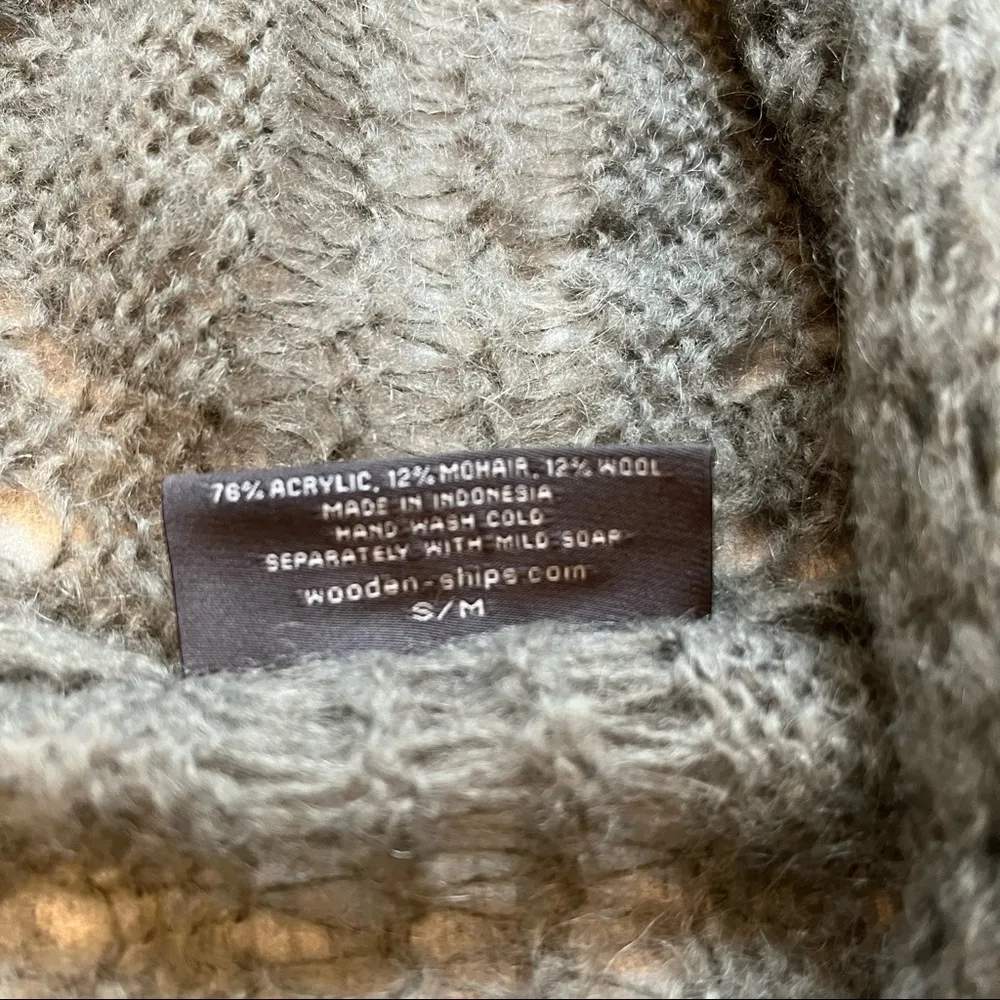 76% ACRYLIC, 12% MOHAIR, 12% WOOL
MADE IN INDONESIA
HAND WASH COLD
SEPARATELY WITH MILD SOAP
wooden-ships.com
S/M